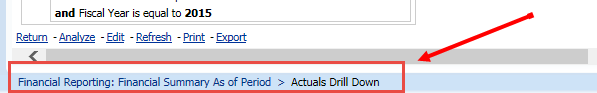 and Fiscal Year is equal to 2015
Return - Analyze - Edit - Refresh - Print - Export
Financial Reporting: Financial Summary As of Period > Actuals Drill Down